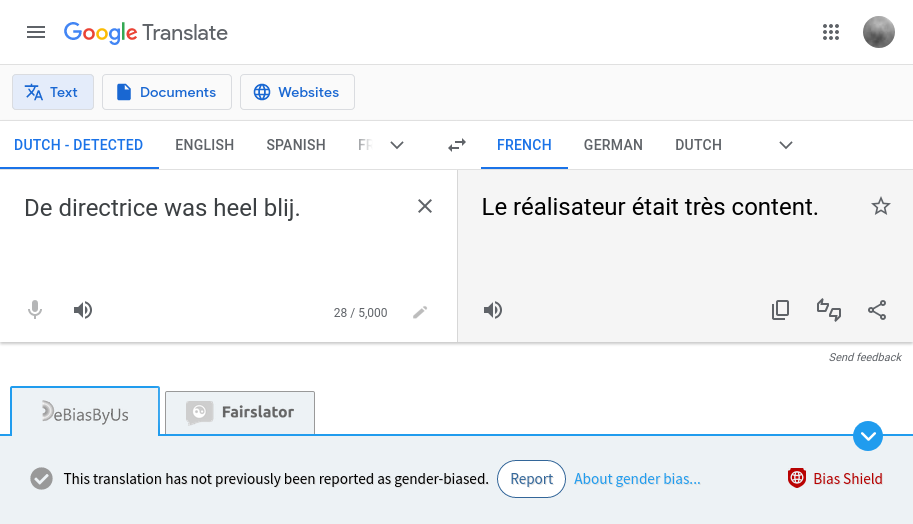 Google Translate
Text Documents Websites
DUTCH - DETECTED ENGLISH SPANISH FR FRENCH GERMAN DUTCH
De directrice was heel blij. Le réalisateur était très content.
28 / 5,000
Send feedback
DeBiasByUs Fairslator
This translation has not previously been reported as gender-biased. Report About gender bias... Bias Shield